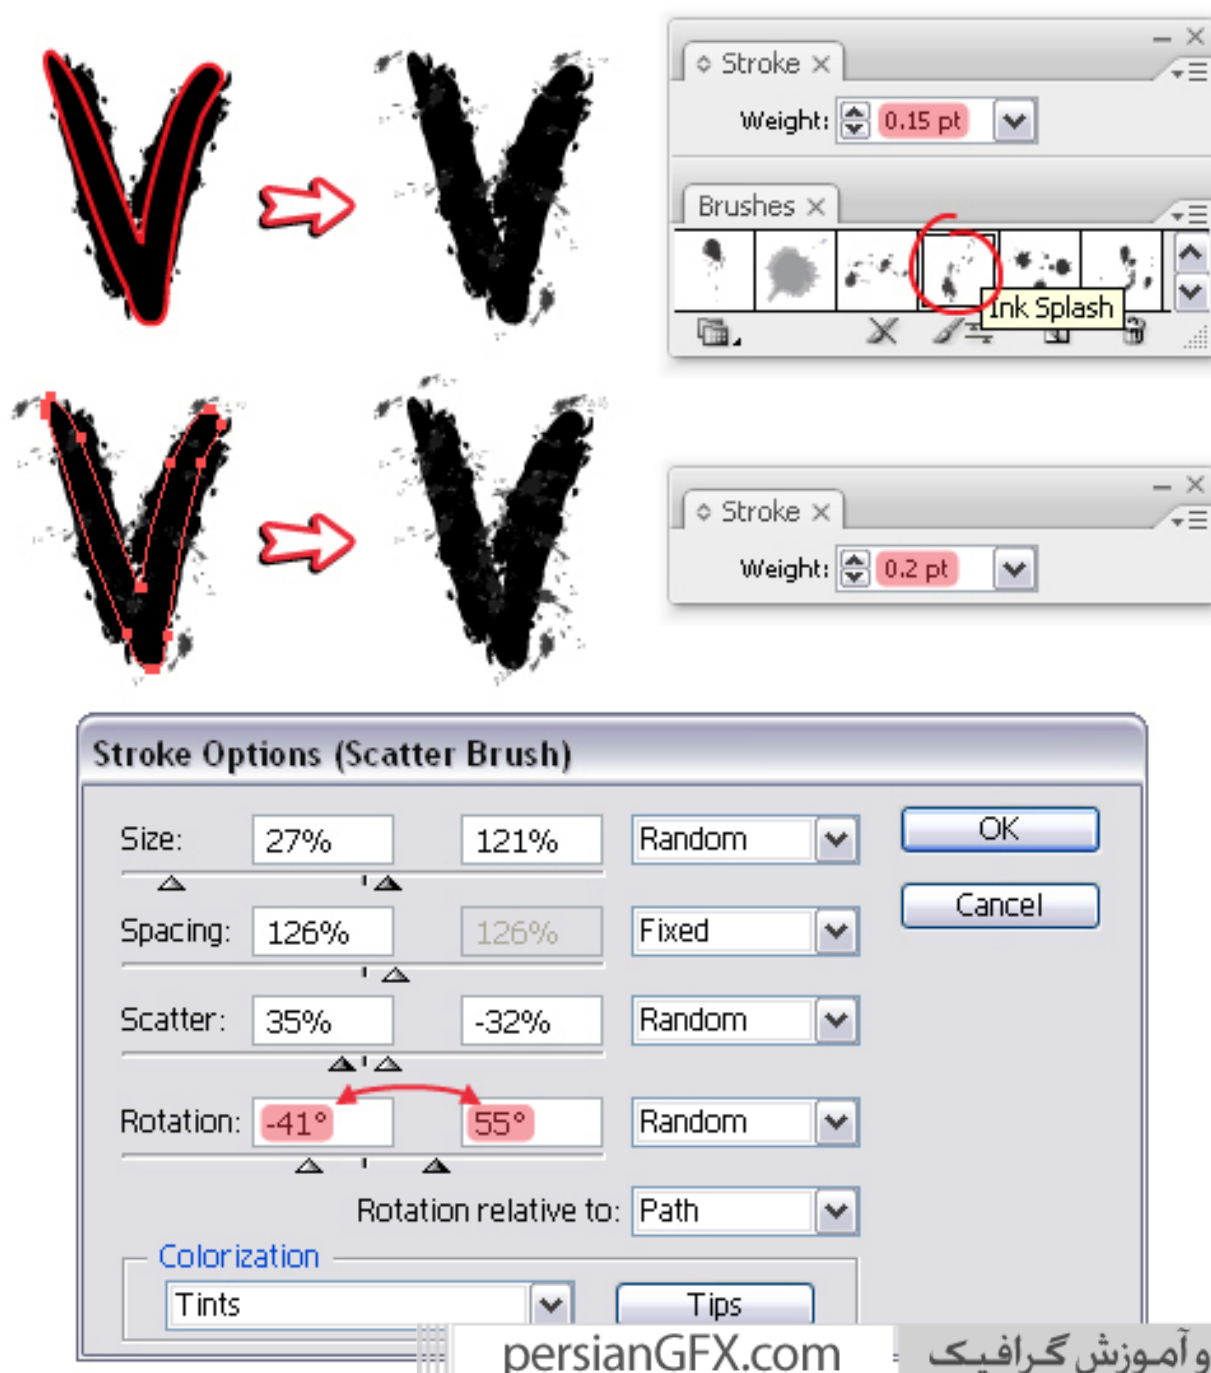 Stroke
Weight: 0.15 pt
Brushes
Ink Splash
Stroke
Weight: 0.2 pt
Stroke Options (Scatter Brush)
Size: 27% 121% Random
OK
Spacing: 126% 126% Fixed
Cancel
Scatter: 35% -32% Random
Rotation: -41° 55° Random
Rotation relative to: Path
Colorization
Tints
Tips
persianGFX.com
و آموزش گرافیک